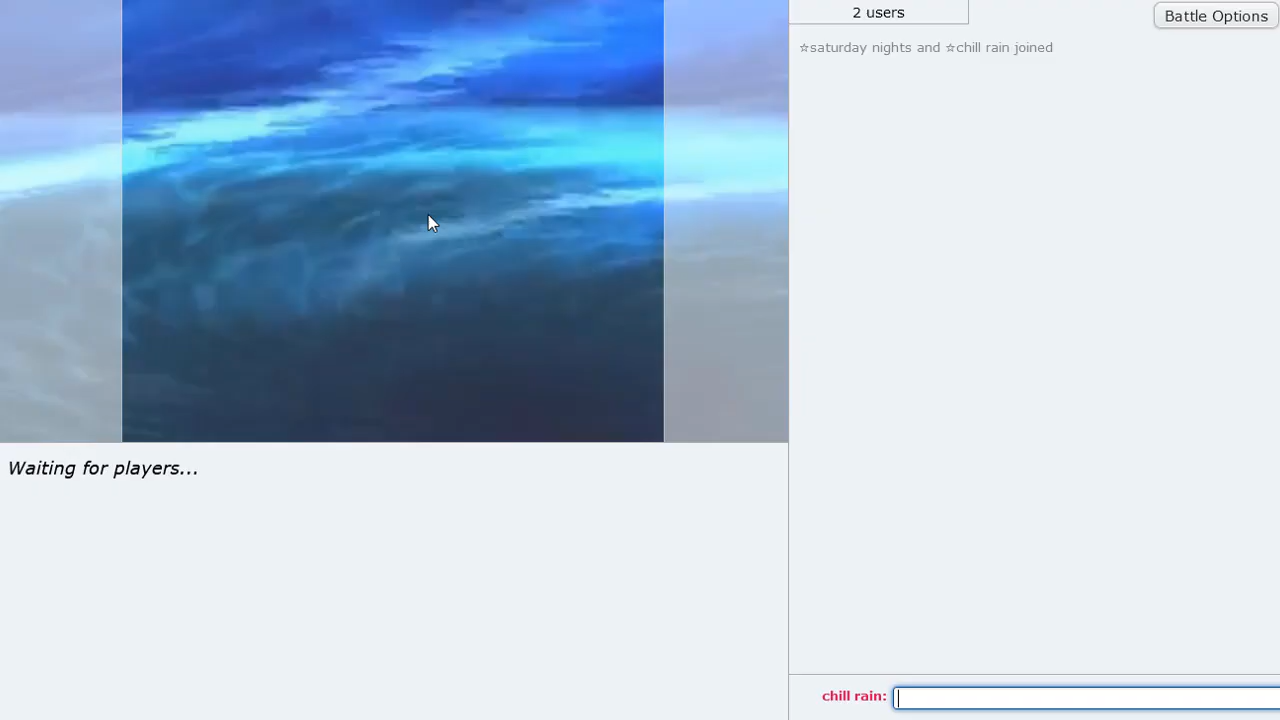 2 users
Battle Options
☆saturday nights and ☆chill rain joined
Waiting for players...
chill rain: